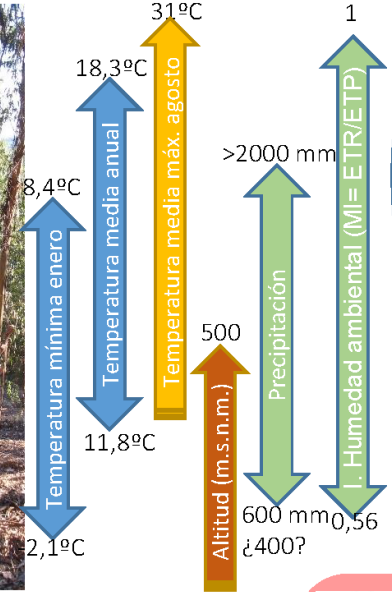 31ºC
1
18,3ºC
>2000 mm
8,4ºC
Temperatura mínima enero
Temperatura media anual
Temperatura media máx. agosto
Precipitación
I. Humedad ambiental (MI= ETR/ETP)
500
Altitud (m.s.n.m.)
11,8ºC
600 mm
0,56
-2,1ºC
¿400?